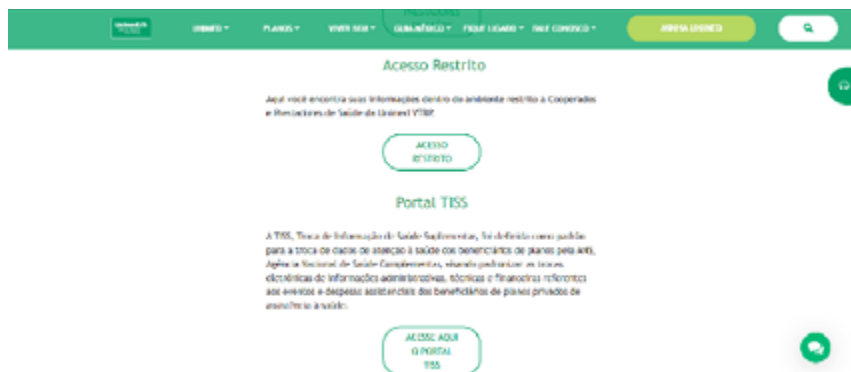 UNIMED PLANOS VIVER BEM GUIA MÉDICO FIQUE LIGADO FALE CONOSCO MINHA UNIMED
Acesso Restrito
Aqui você encontra suas informações dentro do ambiente restrito a Cooperados
e Prestadores de Saúde da Unimed VTRP.
ACESSO
RESTRITO
Portal TISS
A TISS, Troca de Informação de Saúde Suplementar, foi definida como padrão
para a troca de dados de atenção à saúde dos beneficiários de planos pela ANS,
Agência Nacional de Saúde Complementar, visando padronizar as trocas
eletrônicas de informações administrativas, técnicas e financeiras referentes
aos eventos e despesas assistenciais dos beneficiários de planos privados de
assistência à saúde.
ACESSE AQUI
O PORTAL
TISS